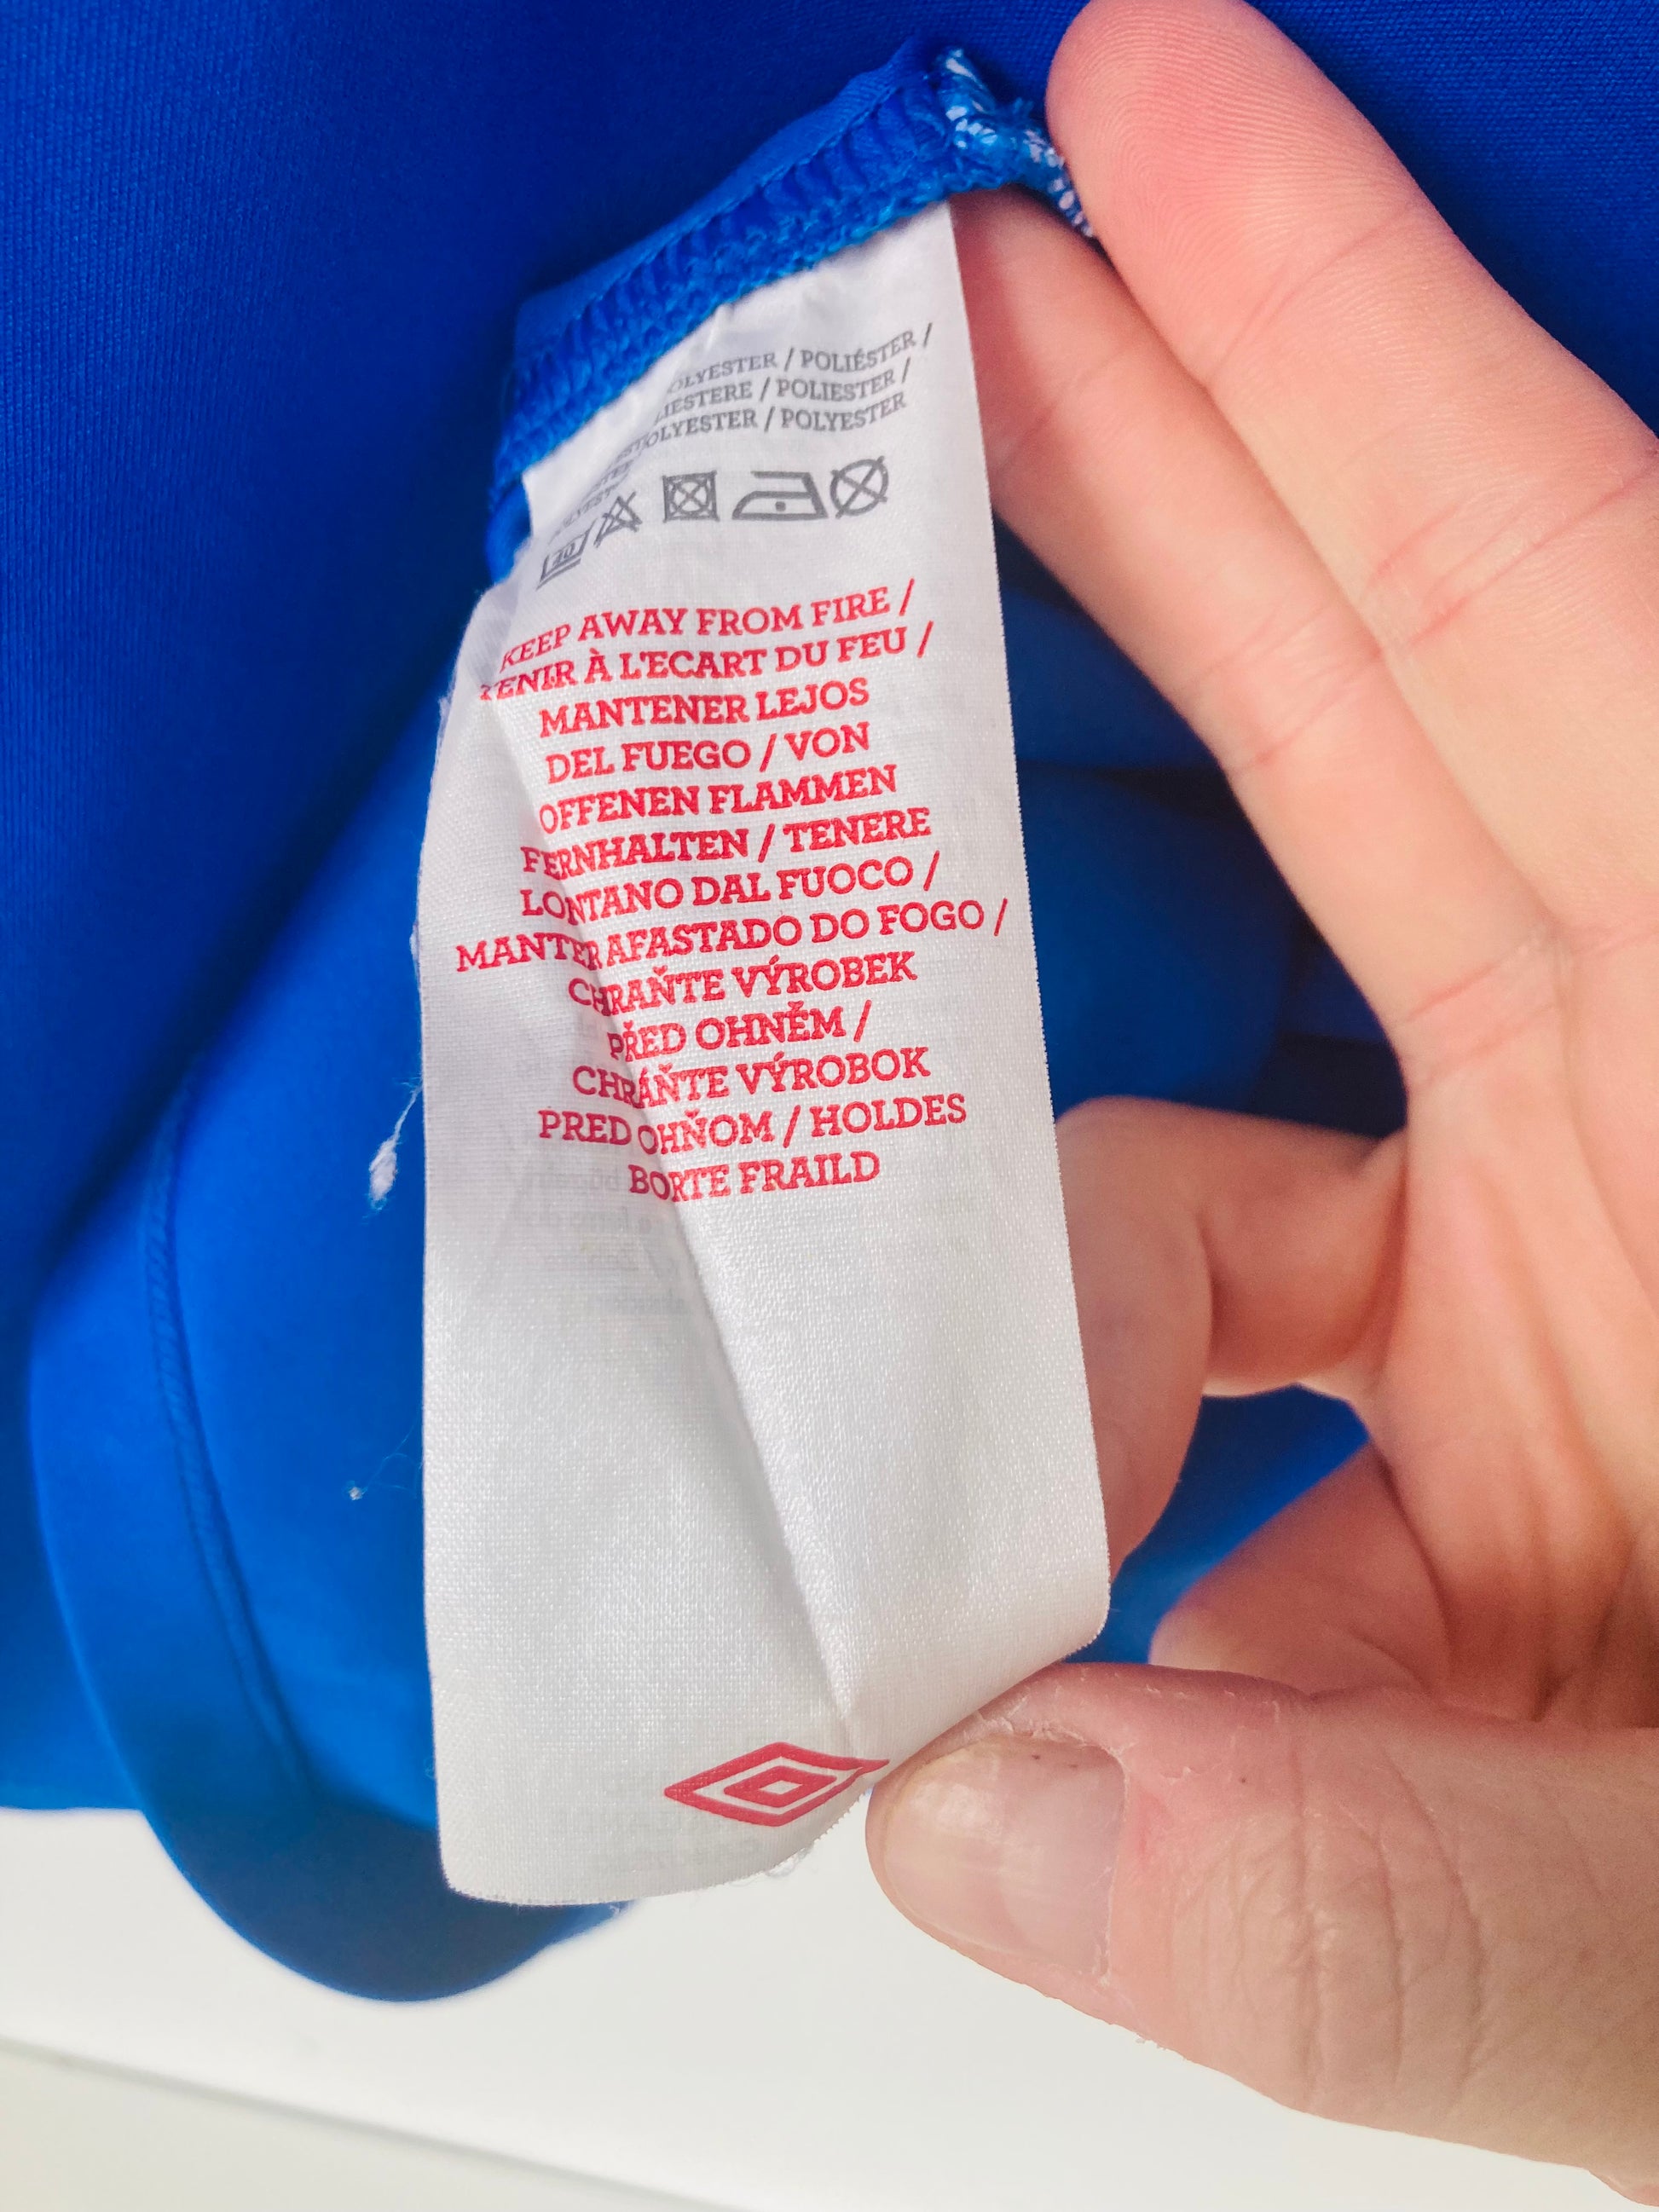 POLYESTER / POLIÉSTER /
POLIESTERE / POLIESTER /
POLYESTER / POLYESTER
KEEP AWAY FROM FIRE /
TENIR À L'ECART DU FEU /
MANTENER LEJOS
DEL FUEGO / VON
OFFENEN FLAMMEN
FERNHALTEN / TENERE
LONTANO DAL FUOCO /
MANTER AFASTADO DO FOGO /
CHRAŇTE VÝROBEK
PŘED OHNĚM /
CHRÁŇTE VÝROBOK
PRED OHŇOM / HOLDES
BORTE FRAILD